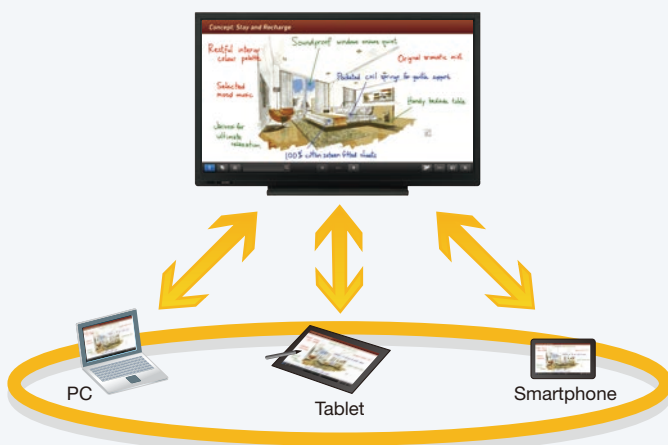 Concept: Stay and Recharge
Restful interior
colour palette
Soundproof window ensure quiet
Original aromatic mist
Selected
mood music
Pocketed coil springs for gentle support
Handy bedside table
Jacuzzi for
ultimate
relaxation
100% cotton sateen fitted sheets
PC
Tablet
Smartphone